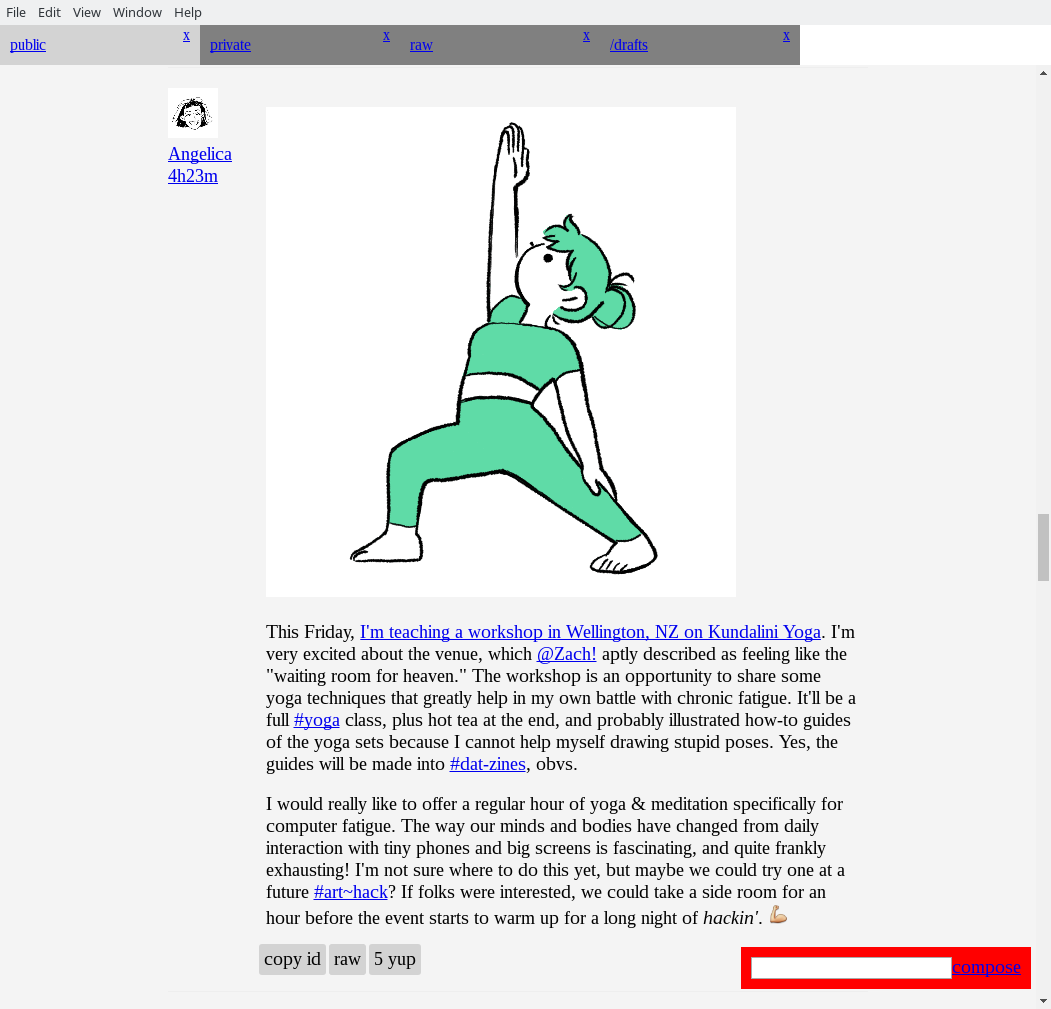 File Edit View Window Help
public x private x raw x /drafts x
Angelica
4h23m
This Friday, I'm teaching a workshop in Wellington, NZ on Kundalini Yoga. I'm
very excited about the venue, which @Zach! aptly described as feeling like the
"waiting room for heaven." The workshop is an opportunity to share some
yoga techniques that greatly help in my own battle with chronic fatigue. It'll be a
full #yoga class, plus hot tea at the end, and probably illustrated how-to guides
of the yoga sets because I cannot help myself drawing stupid poses. Yes, the
guides will be made into #dat-zines, obvs.
I would really like to offer a regular hour of yoga & meditation specifically for
computer fatigue. The way our minds and bodies have changed from daily
interaction with tiny phones and big screens is fascinating, and quite frankly
exhausting! I'm not sure where to do this yet, but maybe we could try one at a
future #art~hack? If folks were interested, we could take a side room for an
hour before the event starts to warm up for a long night of hackin'. 💪🏼
copy id raw 5 yup
compose